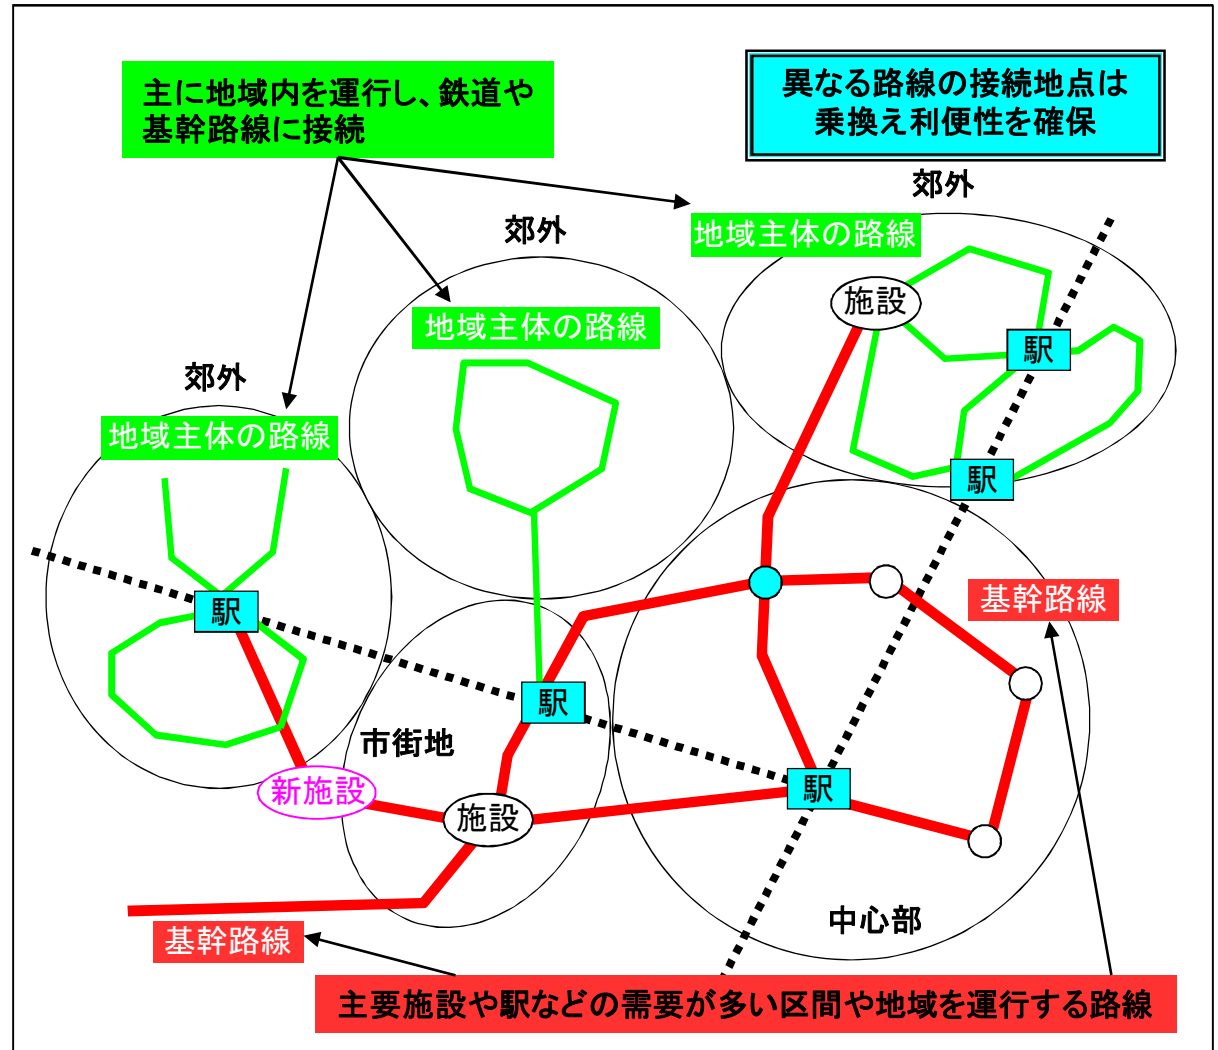 主に地域内を運行し、鉄道や
基幹路線に接続
異なる路線の接続地点は
乗換え利便性を確保
郊外
地域主体の路線
郊外
施設
地域主体の路線
駅
郊外
地域主体の路線
駅
基幹路線
駅
駅
市街地
駅
新施設
施設
中心部
基幹路線
主要施設や駅などの需要が多い区間や地域を運行する路線